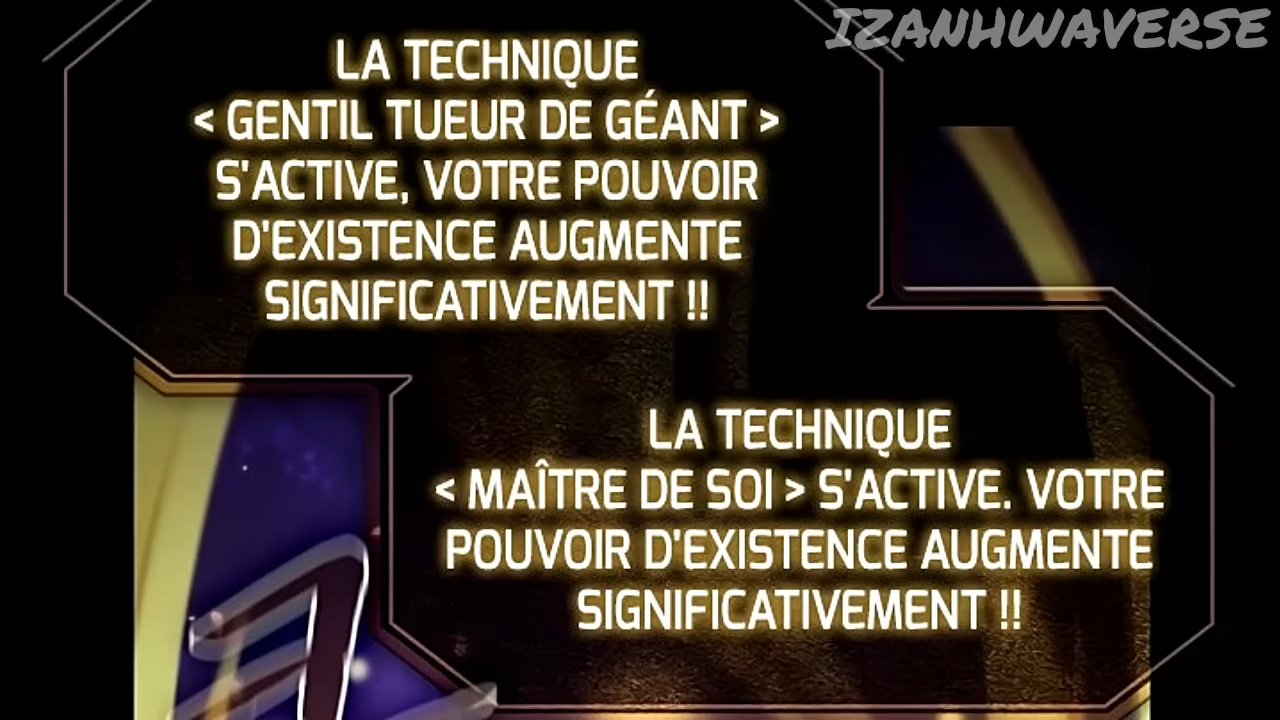 IZANHWAVERSE
LA TECHNIQUE
< GENTIL TUEUR DE GÉANT >
S'ACTIVE, VOTRE POUVOIR
D'EXISTENCE AUGMENTE
SIGNIFICATIVEMENT !!
LA TECHNIQUE
< MAÎTRE DE SOI > S'ACTIVE. VOTRE
POUVOIR D'EXISTENCE AUGMENTE
SIGNIFICATIVEMENT !!